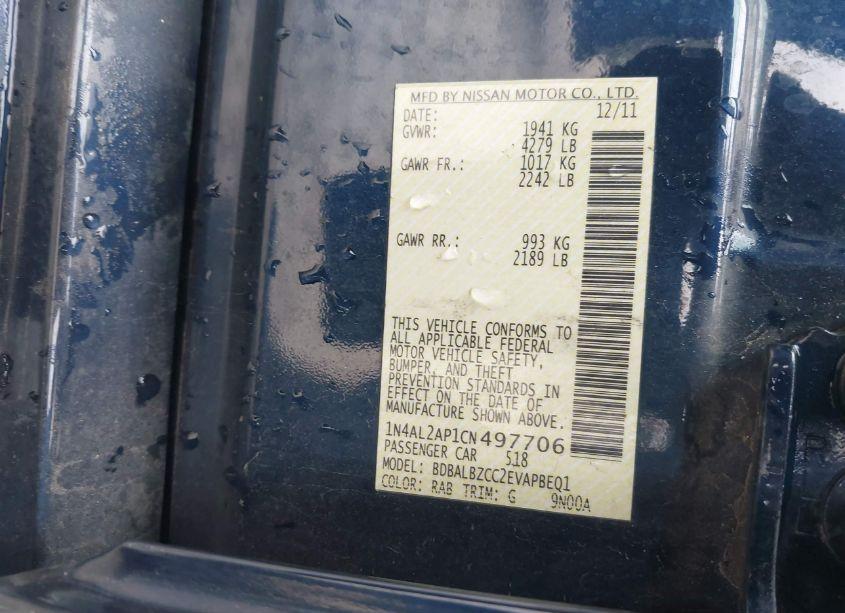 MFD BY NISSAN MOTOR CO., LTD.
DATE: 12/11
GVWR: 1941 KG
4279 LB
GAWR FR.: 1017 KG
2242 LB
GAWR RR.: 993 KG
2189 LB
THIS VEHICLE CONFORMS TO
ALL APPLICABLE FEDERAL
MOTOR VEHICLE SAFETY,
BUMPER, AND THEFT
PREVENTION STANDARDS IN
EFFECT ON THE DATE OF
MANUFACTURE SHOWN ABOVE.
1N4AL2AP1CN497706
PASSENGER CAR 518
MODEL: BDBALBZCC2EVAPBEQ1
COLOR: RAB TRIM: G 9N00A